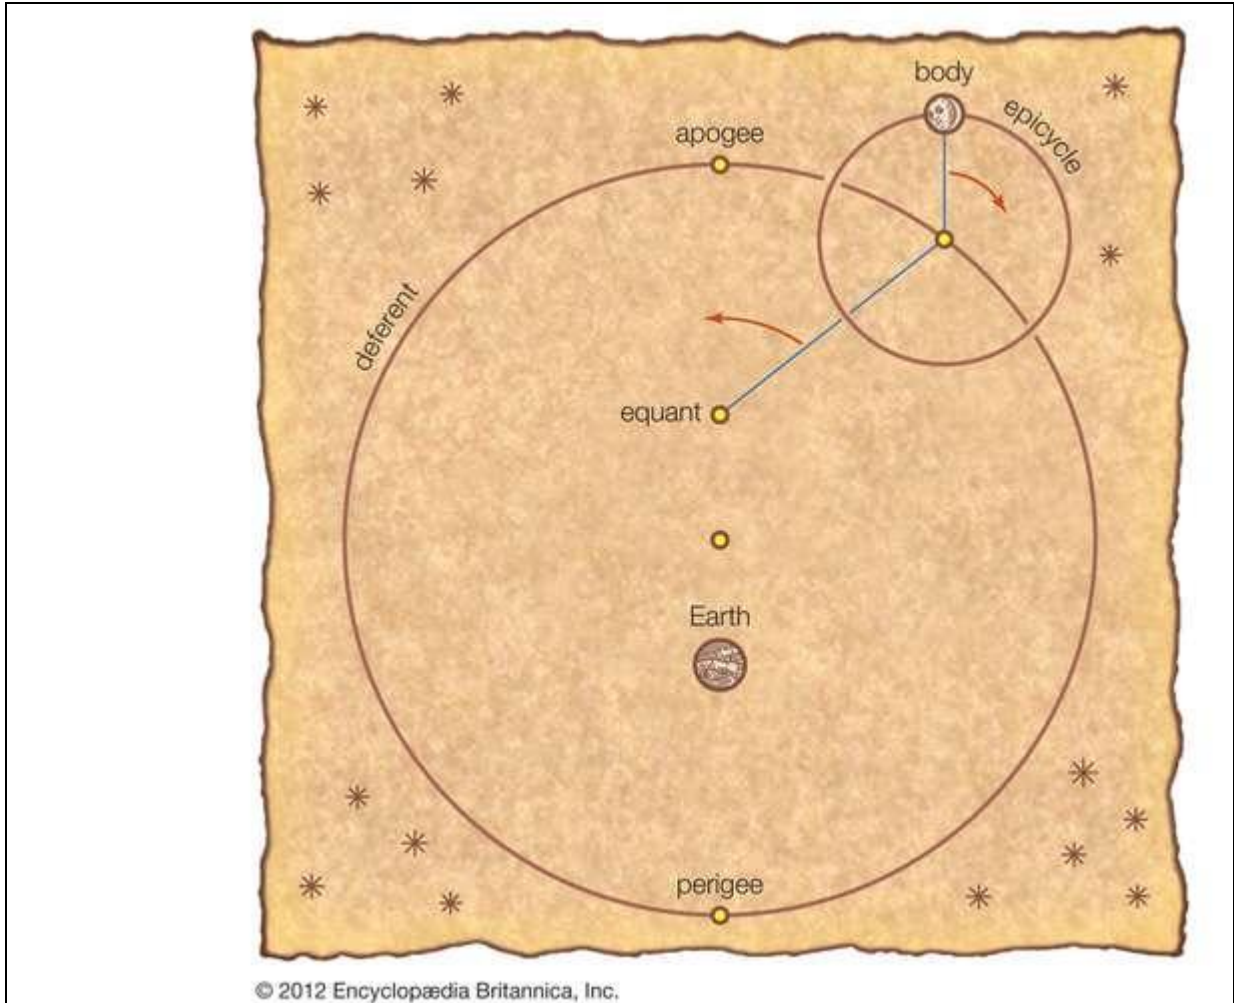 body
epicycle
apogee
deferent
equant
Earth
perigee
© 2012 Encyclopædia Britannica, Inc.